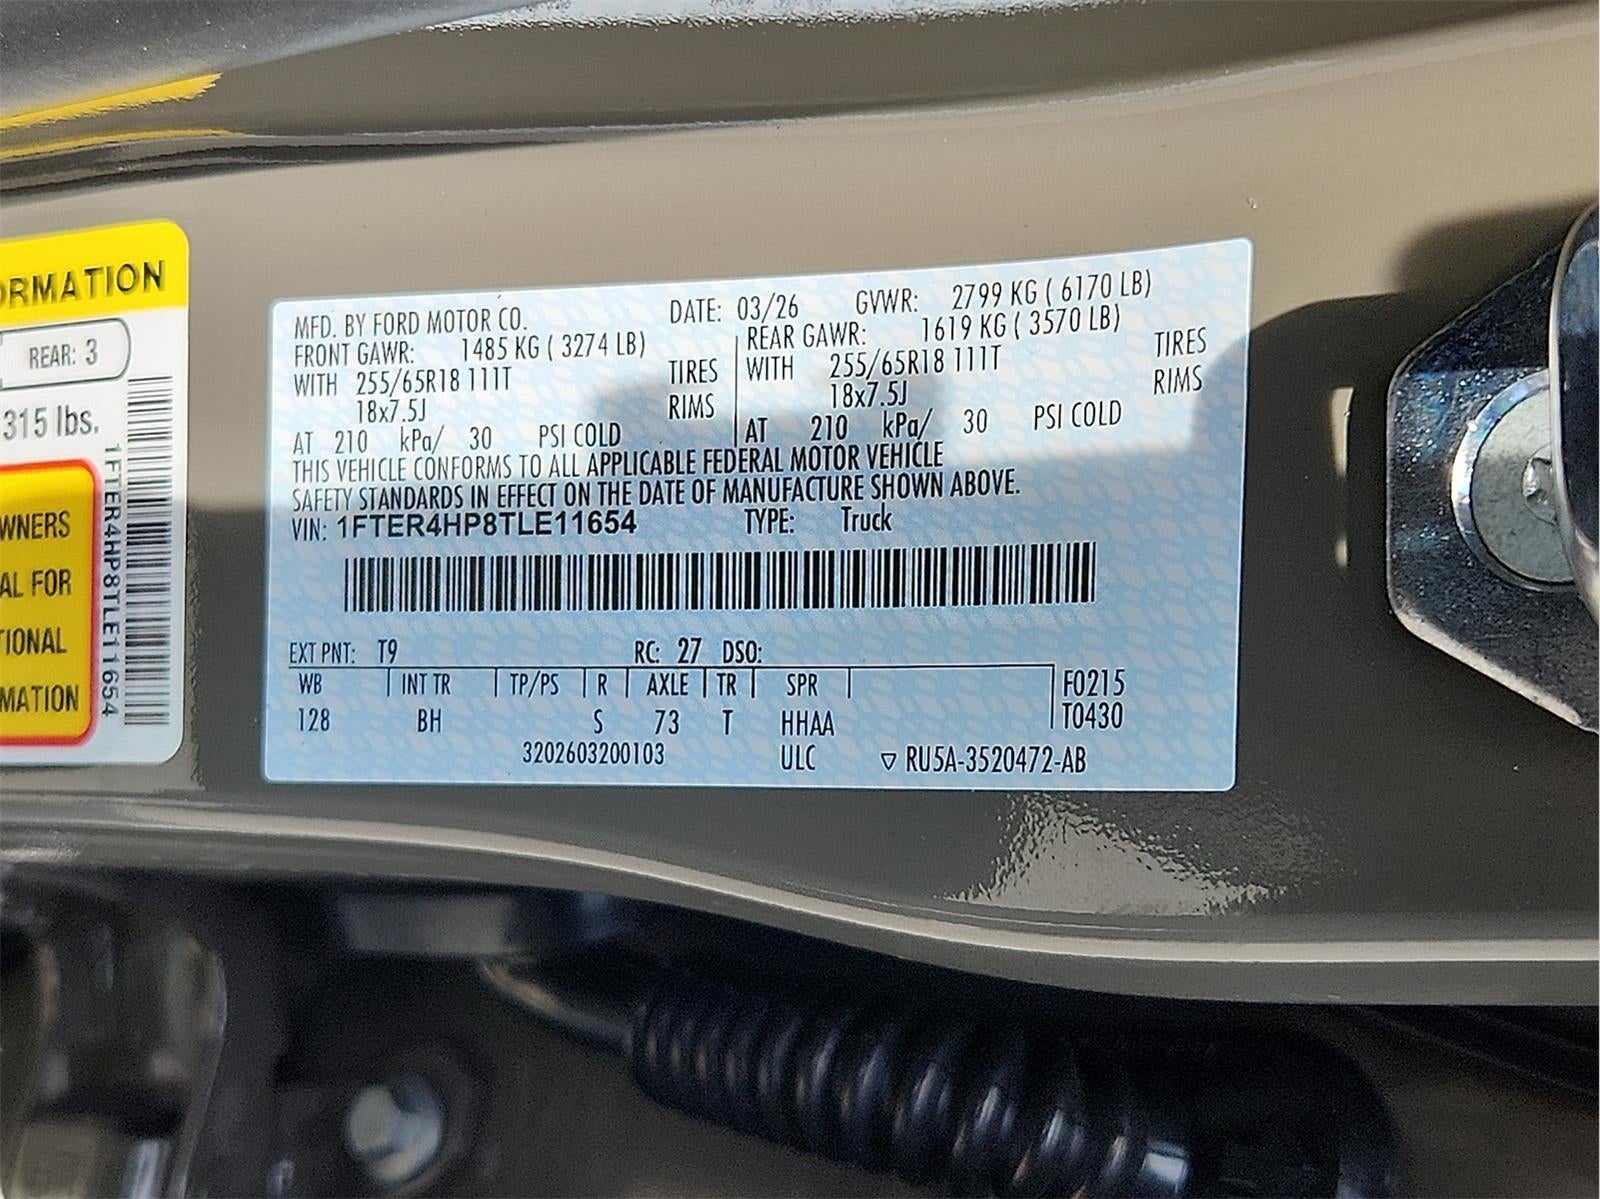 ORMATION
REAR: 3
315 lbs.
WNERS
AL FOR
TIONAL
MATION
1FTER4HP8TLE11654
MFD. BY FORD MOTOR CO. DATE: 03/26 GVWR: 2799 KG ( 6170 LB)
FRONT GAWR: 1485 KG ( 3274 LB) REAR GAWR: 1619 KG ( 3570 LB)
WITH 255/65R18 111T TIRES WITH 255/65R18 111T TIRES
18x7.5J RIMS 18x7.5J RIMS
AT 210 kPa/ 30 PSI COLD AT 210 kPa/ 30 PSI COLD
THIS VEHICLE CONFORMS TO ALL APPLICABLE FEDERAL MOTOR VEHICLE
SAFETY STANDARDS IN EFFECT ON THE DATE OF MANUFACTURE SHOWN ABOVE.
VIN: 1FTER4HP8TLE11654 TYPE: Truck
EXT PNT: T9 RC: 27 DSO:
WB INT TR TP/PS R AXLE TR SPR F0215
128 BH S 73 T HHAA T0430
3202603200103 ULC ▽ RU5A-3520472-AB